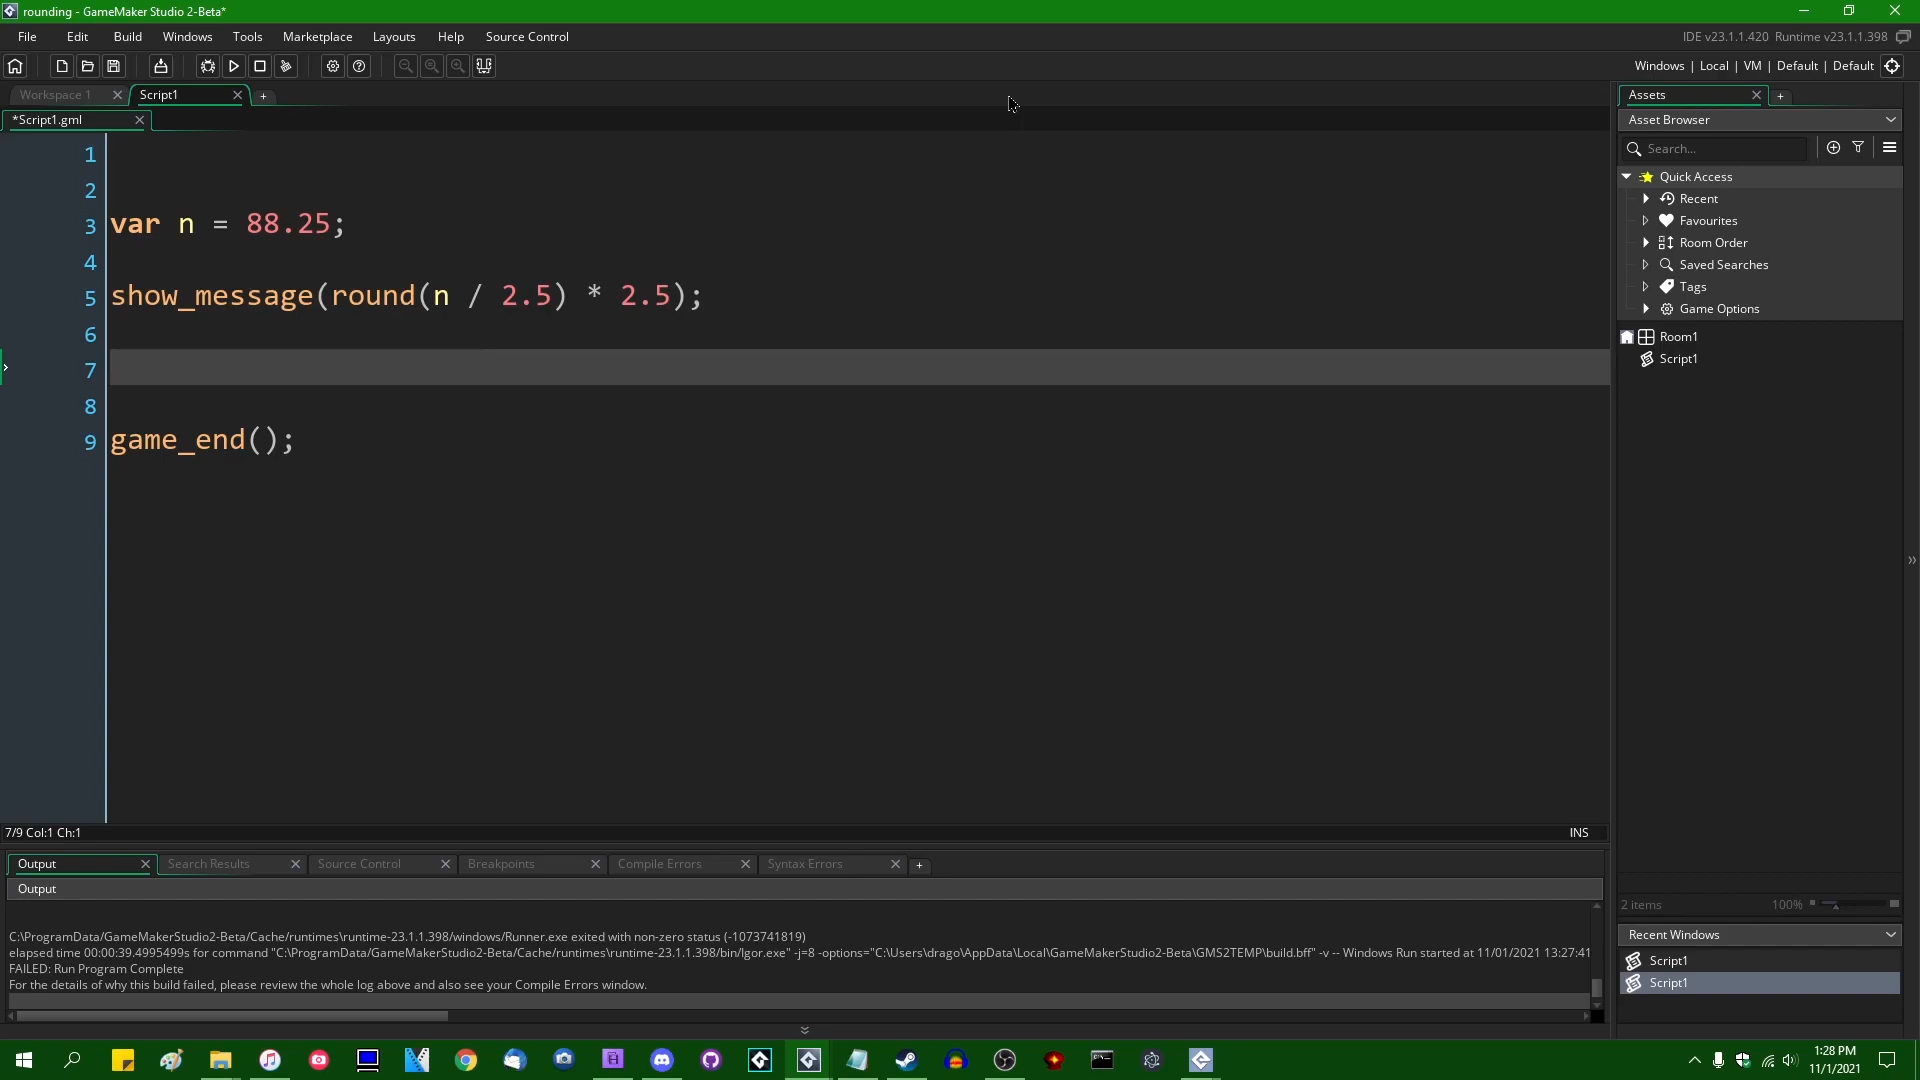 rounding - GameMaker Studio 2-Beta*
File Edit Build Windows Tools Marketplace Layouts Help Source Control
IDE v23.1.1.420 Runtime v23.1.1.398
Windows | Local | VM | Default | Default
Workspace 1
Script1
Assets
*Script1.gml
Asset Browser
Search...
Quick Access
Recent
Favourites
Room Order
Saved Searches
Tags
Game Options
Room1
Script1
1
2
3 var n = 88.25;
4
5 show_message(round(n / 2.5) * 2.5);
6
7
8
9 game_end();
7/9 Col:1 Ch:1
INS
Output Search Results Source Control Breakpoints Compile Errors Syntax Errors
Output
C:\ProgramData/GameMakerStudio2-Beta/Cache/runtimes\runtime-23.1.1.398/windows/Runner.exe exited with non-zero status (-1073741819)
elapsed time 00:00:39.4995499s for command "C:\ProgramData/GameMakerStudio2-Beta/Cache/runtimes\runtime-23.1.1.398/bin/Igor.exe" -j=8 -options="C:\Users\drago\AppData\Local\GameMakerStudio2-Beta\GMS2TEMP\build.bff" -v -- Windows Run started at 11/01/2021 13:27:41
FAILED: Run Program Complete
For the details of why this build failed, please review the whole log above and also see your Compile Errors window.
2 items
100%
Recent Windows
Script1
Script1
1:28 PM
11/1/2021